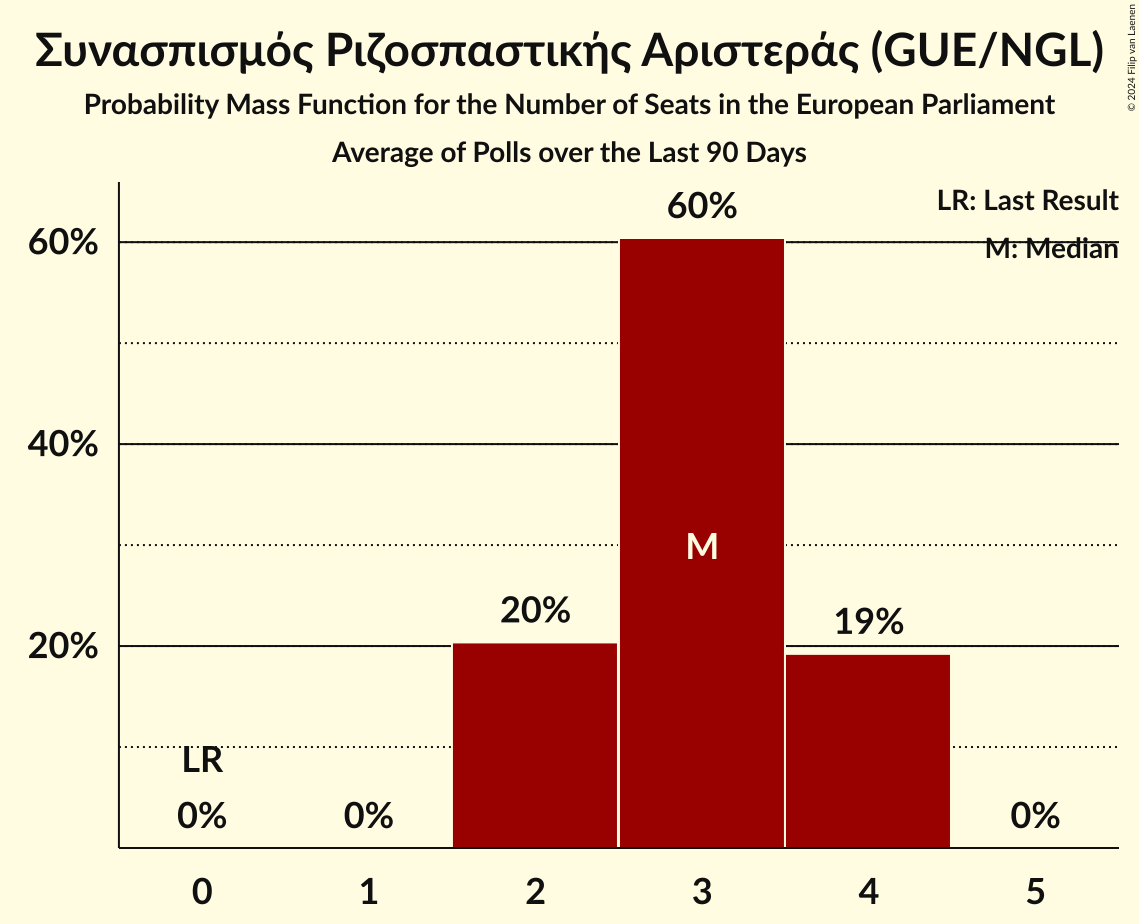 Συνασπισμός Ριζοσπαστικής Αριστεράς (GUE/NGL)
Probability Mass Function for the Number of Seats in the European Parliament
Average of Polls over the Last 90 Days
© 2024 Filip van Laenen
LR: Last Result
M: Median
60%
40%
20%
60%
M
20%
19%
LR
0%
0%
0%
0
1
2
3
4
5